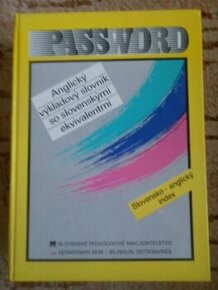 PASSWORD
Anglický
výkladový slovník
so slovenskými
ekvivalentmi
Slovensko - anglický
index
SLOVENSKÉ PEDAGOGICKÉ NAKLADATEĽSTVO
KERNERMAN SEMI - BILINGUAL DICTIONARIES